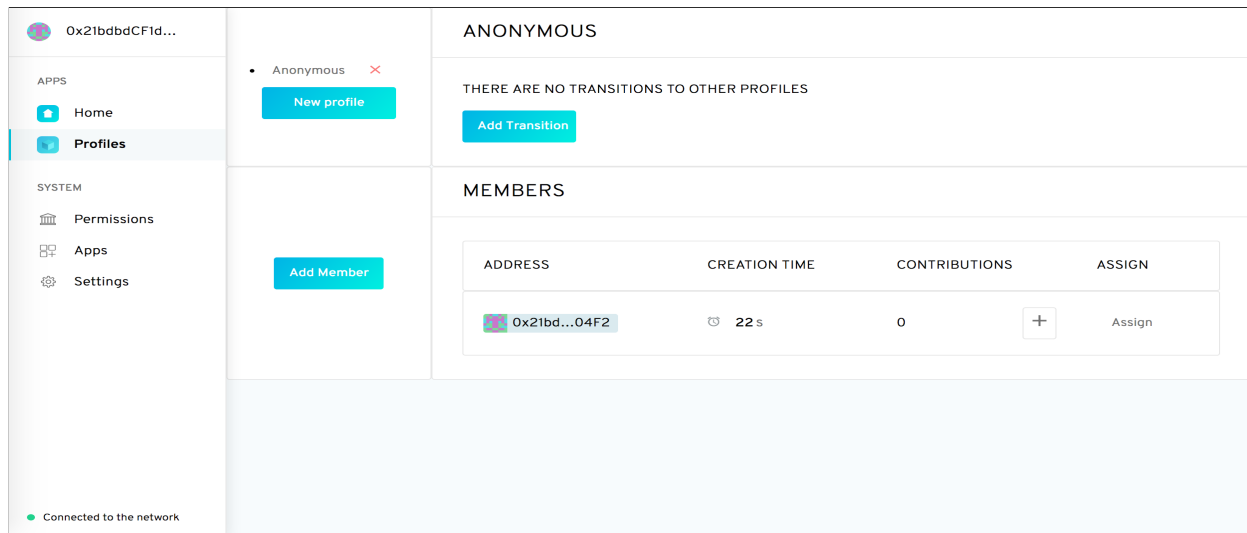 0x21bdbdCF1d...
APPS
Home
Profiles
SYSTEM
Permissions
Apps
Settings
Connected to the network
Anonymous
New profile
Add Member
ANONYMOUS
THERE ARE NO TRANSITIONS TO OTHER PROFILES
Add Transition
MEMBERS
ADDRESS CREATION TIME CONTRIBUTIONS ASSIGN
0x21bd...04F2 22 s 0 + Assign